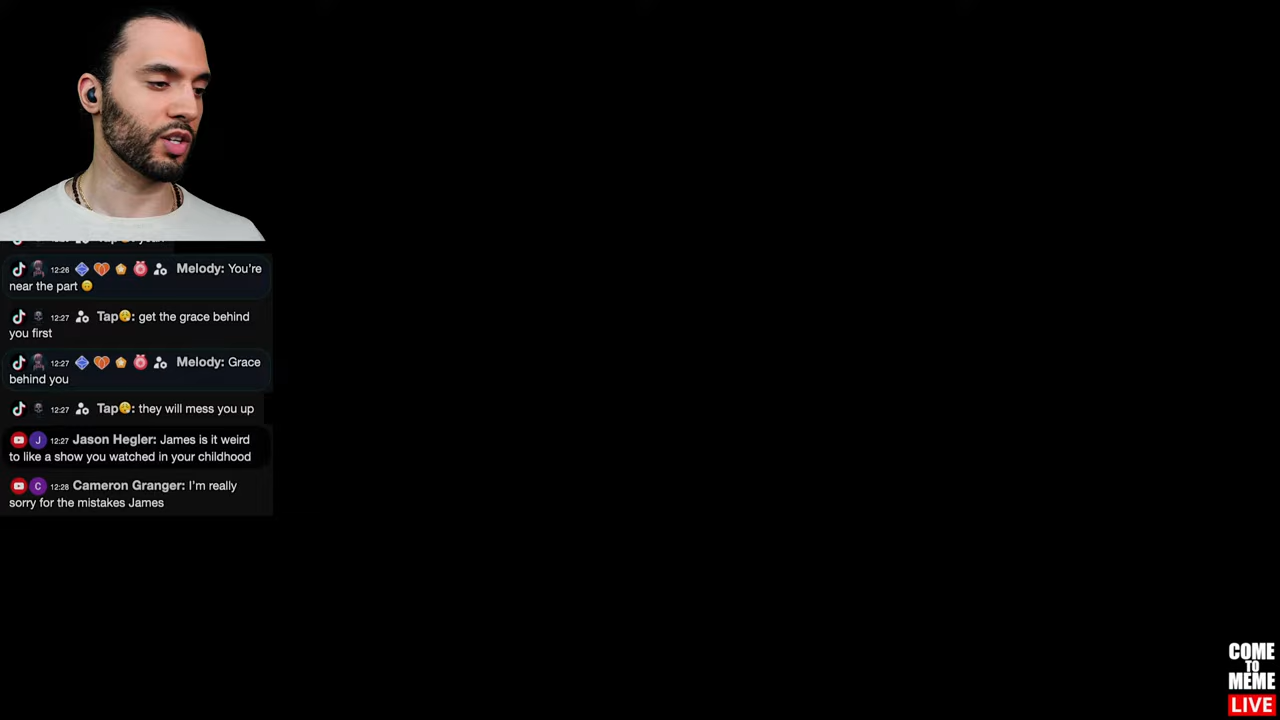 12:26 Melody: You're
near the part
12:27 Tap: get the grace behind
you first
12:27 Melody: Grace
behind you
12:27 Tap: they will mess you up
J 12:27 Jason Hegler: James is it weird
to like a show you watched in your childhood
C 12:28 Cameron Granger: I'm really
sorry for the mistakes James
COME
TO
MEME
LIVE